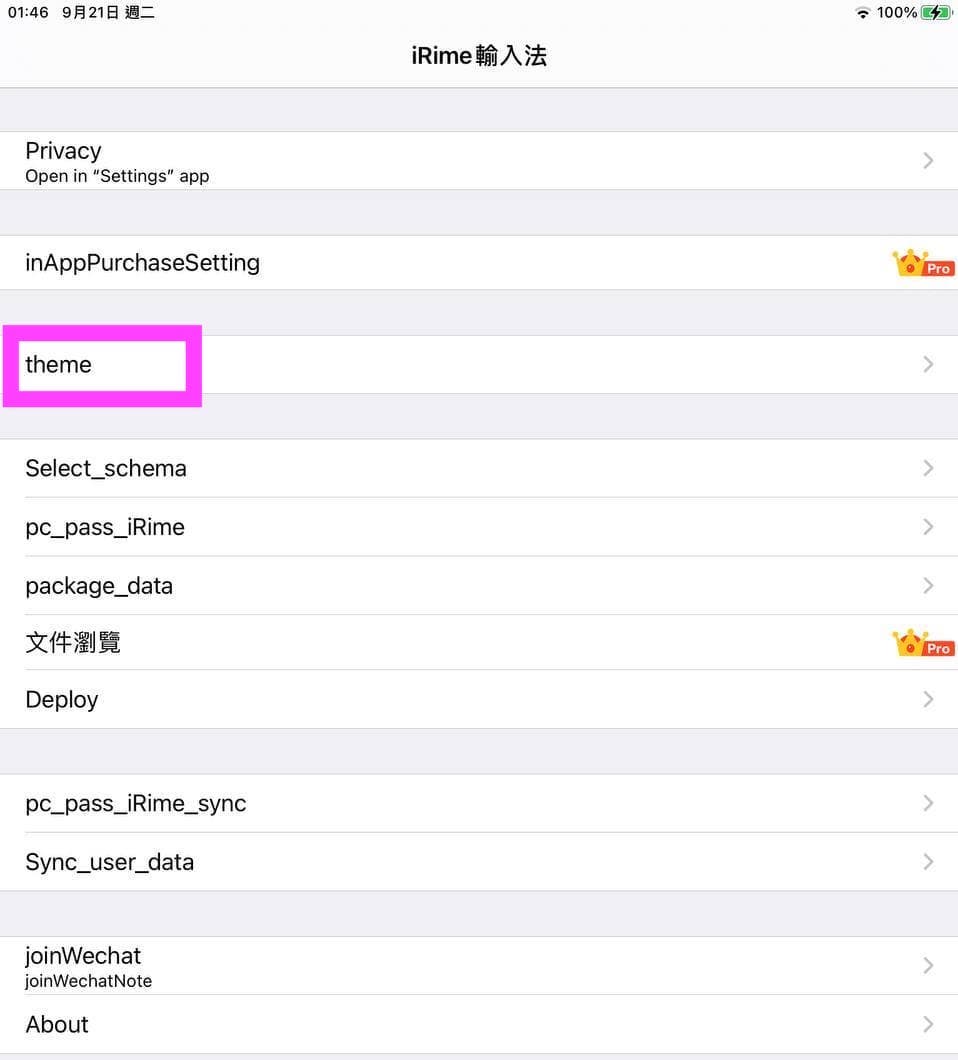 01:46 9月21日 週二
100%
iRime輸入法
Privacy
Open in “Settings” app
inAppPurchaseSetting
Pro
theme
Select_schema
pc_pass_iRime
package_data
文件瀏覽
Pro
Deploy
pc_pass_iRime_sync
Sync_user_data
joinWechat
joinWechatNote
About